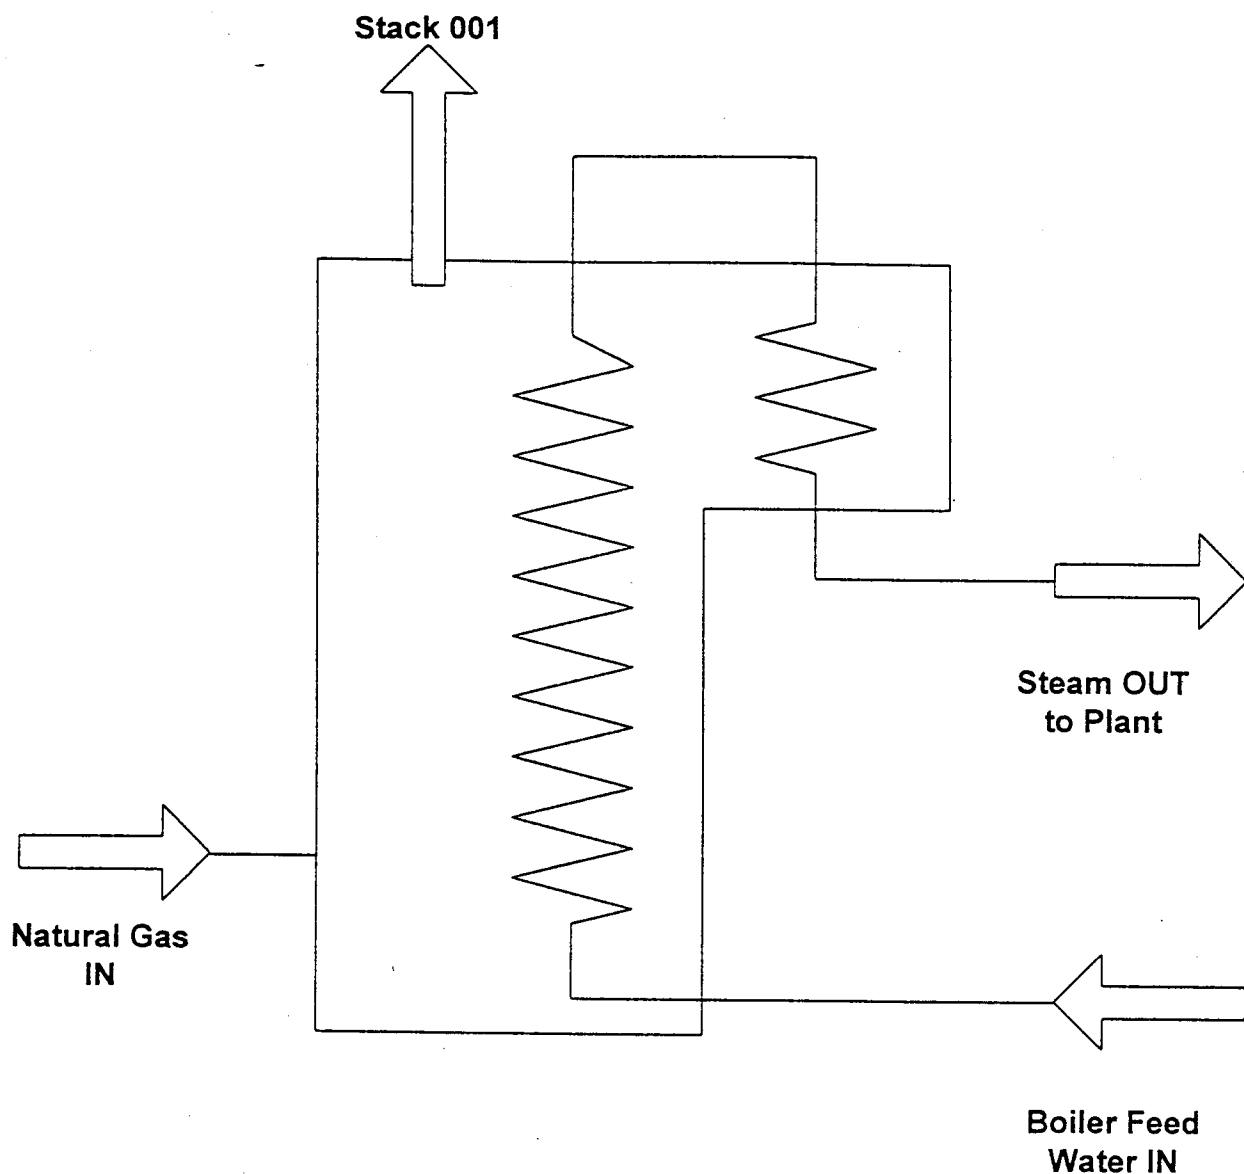 Stack 001
Steam OUT
to Plant
Natural Gas
IN
Boiler Feed
Water IN